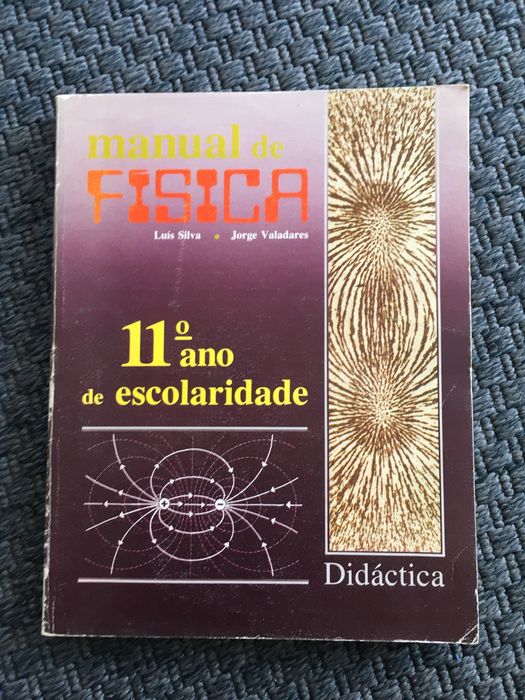 manual de
FISICA
Luís Silva • Jorge Valadares
11º ano
de escolaridade
+ -
Didáctica